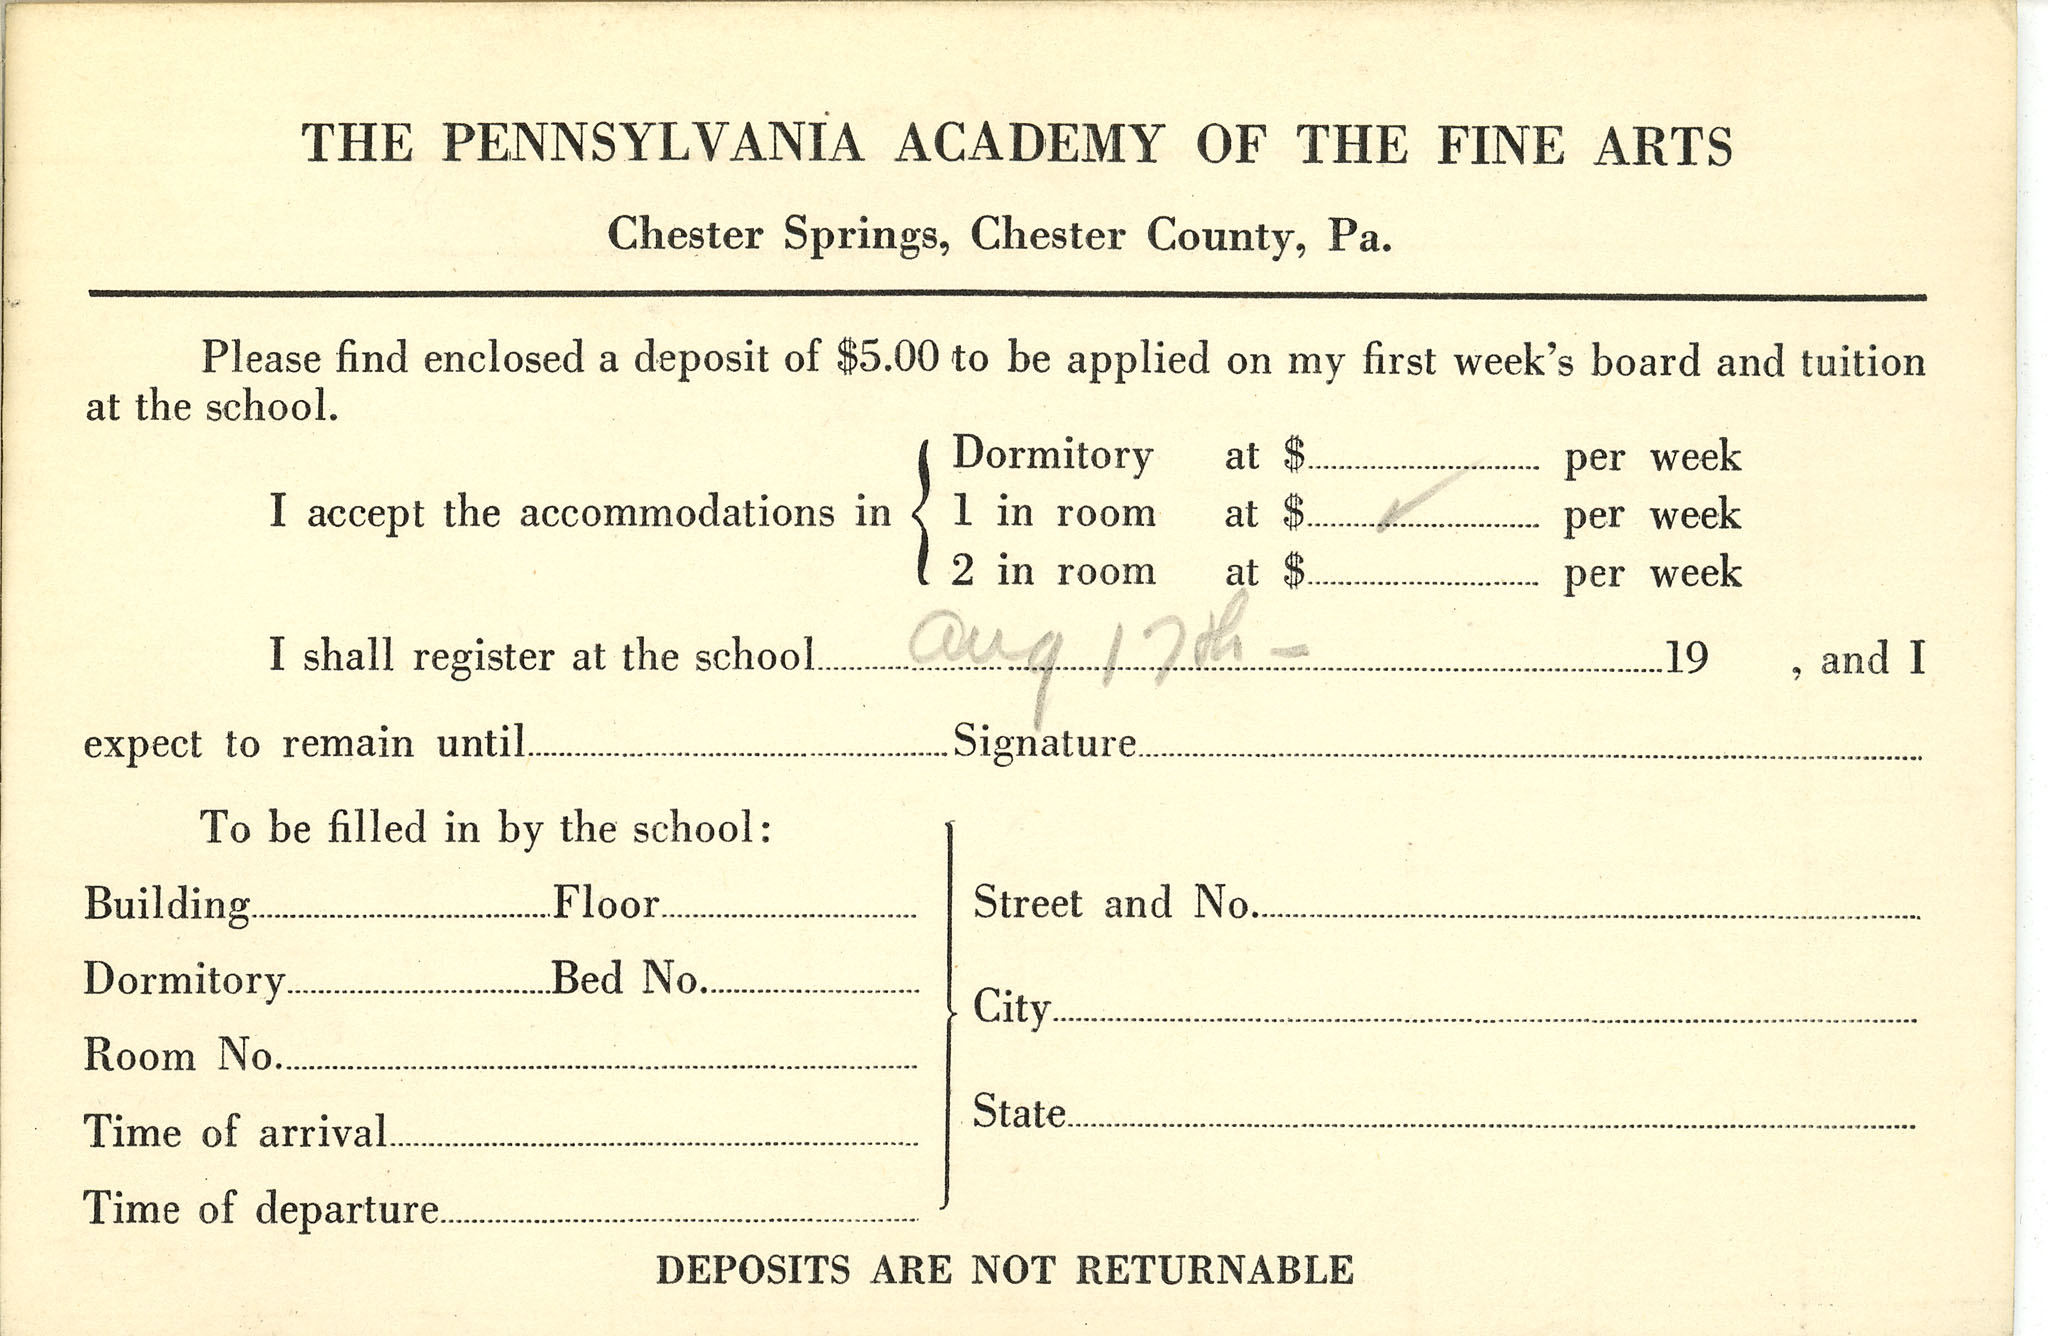 THE PENNSYLVANIA ACADEMY OF THE FINE ARTS
Chester Springs, Chester County, Pa.
Please find enclosed a deposit of $5.00 to be applied on my first week's board and tuition
at the school.
I accept the accommodations in { Dormitory at $ per week
1 in room at $ ✓ per week
2 in room at $ per week
I shall register at the school Aug 17th - 19 , and I
expect to remain until Signature
To be filled in by the school:
Building Floor
Dormitory Bed No.
Room No.
Time of arrival
Time of departure
Street and No.
City
State
DEPOSITS ARE NOT RETURNABLE